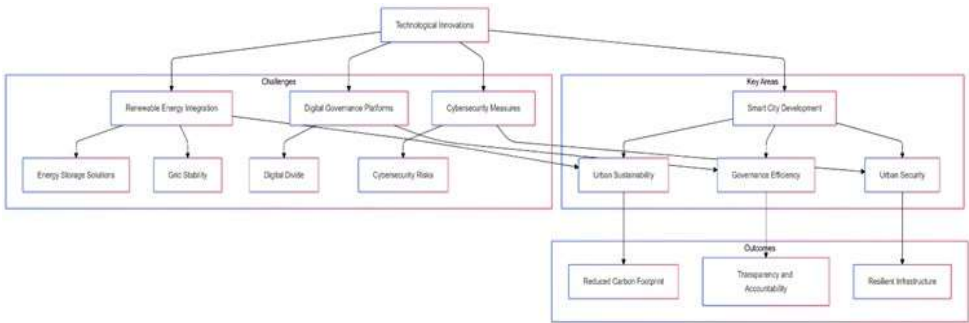 Technological Innovations
Challenges
Key Areas
Renewable Energy Integration
Digital Governance Platforms
Cybersecurity Measures
Smart City Development
Energy Storage Solutions
Grid Stability
Digital Divide
Cybersecurity Risks
Urban Sustainability
Governance Efficiency
Urban Security
Outcomes
Reduced Carbon Footprint
Transparency and
Accountability
Resilient Infrastructure